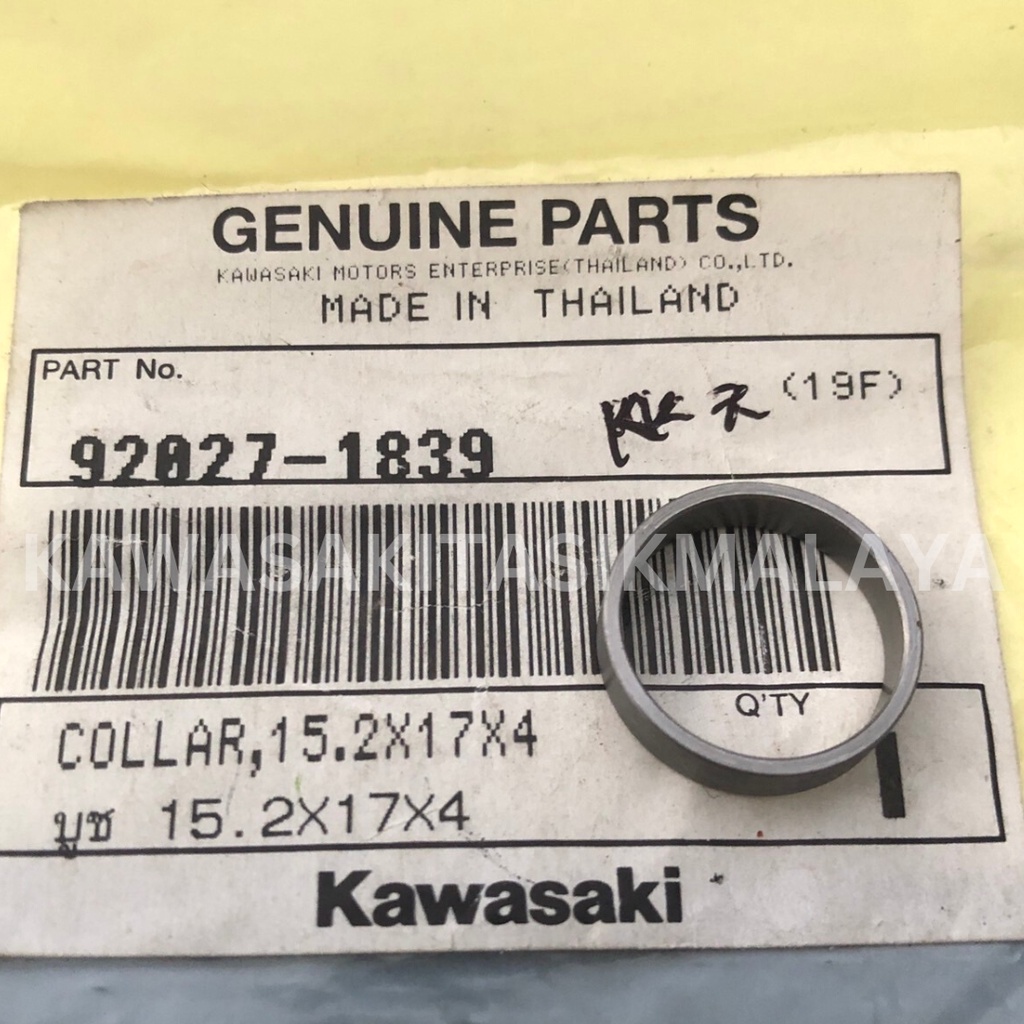 GENUINE PARTS
KAWASAKI MOTORS ENTERPRISE(THAILAND) CO.,LTD.
MADE IN THAILAND
PART No.
(19F)
92027-1839
KAWASAKITASIKMALAYA
Q'TY
COLLAR,15.2X17X4
1
บูช 15.2X17X4
Kawasaki